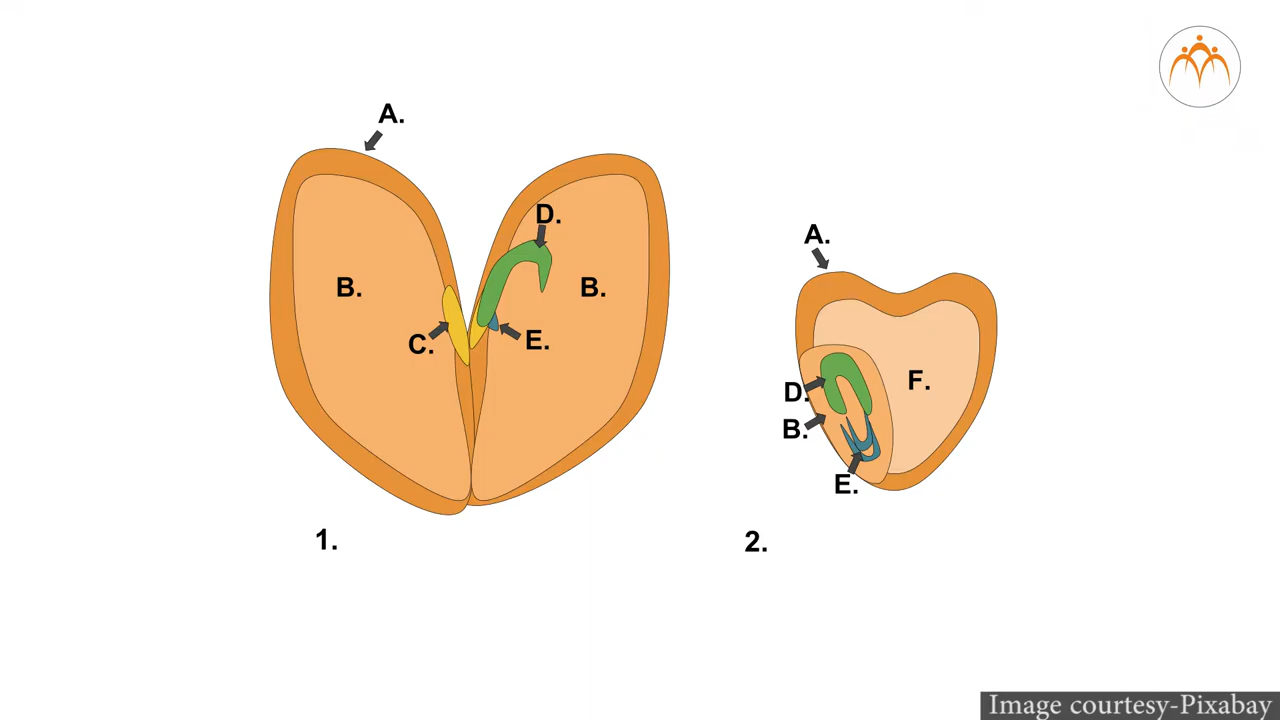 A.
D.
B.
B.
C.
E.
1.
A.
D.
F.
B.
E.
2.
Image courtesy-Pixabay